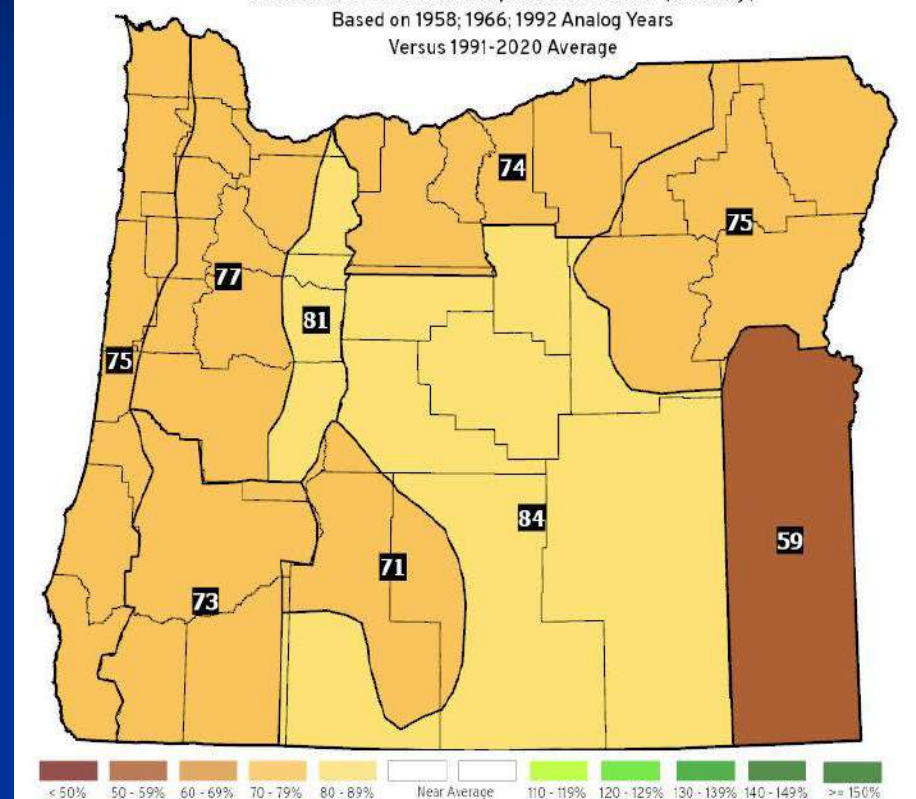 Based on 1958; 1966; 1992 Analog Years
Versus 1991-2020 Average
74
75
77
81
75
84
59
71
73
< 50%
50 - 59%
60 - 69%
70 - 79%
80 - 89%
Near Average
110 - 119%
120 - 129%
130 - 139%
140 - 149%
>= 150%